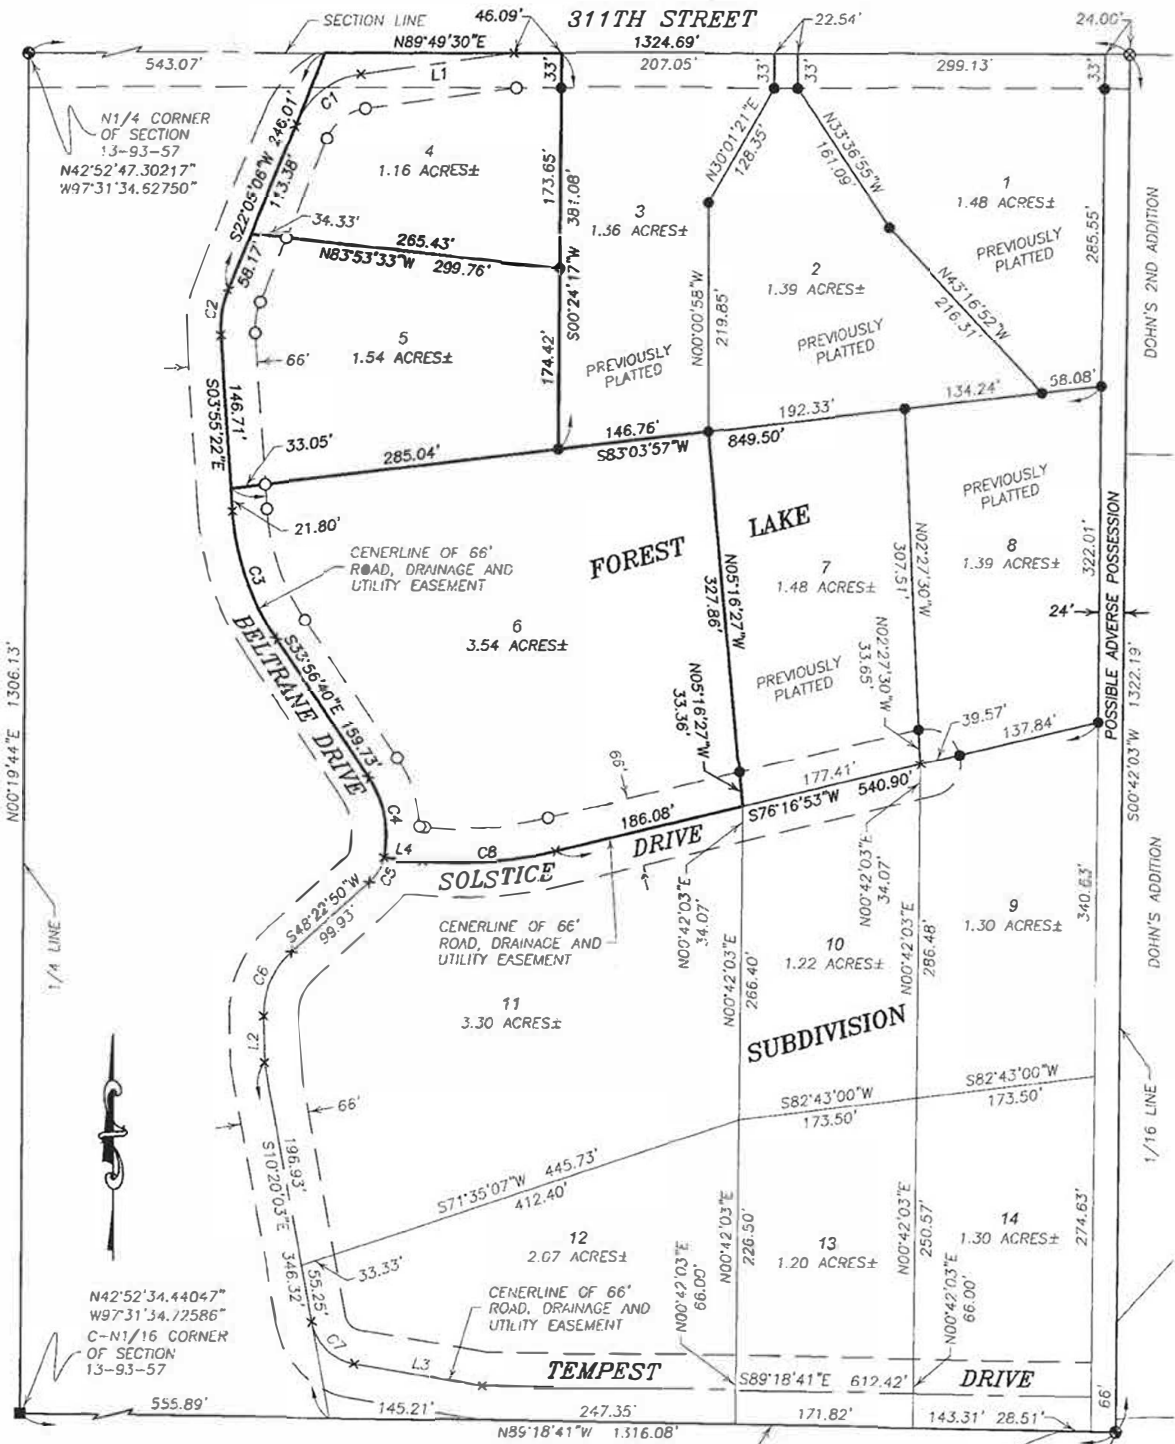 311TH STREET
SECTION LINE
46.09'
22.54'
24.00'
N89°49'30"E
1324.69'
543.07'
L1
33'
207.05'
33'
33'
299.13'
33'
C1
N1/4 CORNER
OF SECTION
13-93-57
N42°52'47.30217"
W97°31'34.62750"
S22°05'08"W 246.01'
113.38'
4
1.16 ACRES±
173.65'
381.08'
S00°24'17"W
174.42'
N30°01'21"E
128.35'
N33°36'55"W
161.09'
1
1.48 ACRES±
PREVIOUSLY
PLATTED
285.55'
DOHN'S 2ND ADDITION
34.33'
265.43'
N83°53'33"W 299.76'
58.17'
C2
3
1.36 ACRES±
PREVIOUSLY
PLATTED
N00°00'58"W
219.85'
2
1.39 ACRES±
PREVIOUSLY
PLATTED
N43°16'52"W
216.31'
5
1.54 ACRES±
66'
S03°55'22"E
146.71'
33.05'
285.04'
146.76'
S83°03'57"W 849.50'
192.33'
134.24'
58.08'
21.80'
C3
CENERLINE OF 66'
ROAD, DRAINAGE AND
UTILITY EASEMENT
FOREST LAKE
PREVIOUSLY
PLATTED
8
1.39 ACRES±
N02°27'30"W
307.51'
322.01'
POSSIBLE ADVERSE POSSESSION
24'
7
1.48 ACRES±
N05°16'27"W
327.86'
6
3.54 ACRES±
BELTRANE DRIVE
S33°56'40"E 159.73'
N05°16'27"W
33.36'
PREVIOUSLY
PLATTED
N02°27'30"W
33.65'
39.57'
137.84'
N00°19'44"E 1306.13'
S00°42'03"W 1322.19'
66'
177.41'
S76°16'53"W 540.90'
186.08'
C4
L4
C8
C5
SOLSTICE DRIVE
S48°22'50"W
99.93'
C6
L2
CENERLINE OF 66'
ROAD, DRAINAGE AND
UTILITY EASEMENT
N00°42'03"E
34.07'
N00°42'03"E
34.07'
N00°42'03"E
266.40'
N00°42'03"E
286.48'
340.63'
9
1.30 ACRES±
10
1.22 ACRES±
DOHN'S ADDITION
1/4 LINE
11
3.30 ACRES±
SUBDIVISION
S82°43'00"W
173.50'
S82°43'00"W
173.50'
66'
1/16 LINE
S10°20'03"E
196.93'
346.32'
55.25'
S71°35'07"W 445.73'
412.40'
33.33'
12
2.07 ACRES±
N00°42'03"E
226.50'
N00°42'03"E
66.00'
13
1.20 ACRES±
N00°42'03"E
250.57'
N00°42'03"E
66.00'
14
1.30 ACRES±
274.63'
N42°52'34.44047"
W97°31'34.72586"
C-N1/16 CORNER
OF SECTION
13-93-57
CENERLINE OF 66'
ROAD, DRAINAGE AND
UTILITY EASEMENT
C7
L3
TEMPEST DRIVE
S89°18'41"E 612.42'
66'
555.89'
145.21'
247.35'
171.82'
143.31'
28.51'
N89°18'41"W 1316.08'